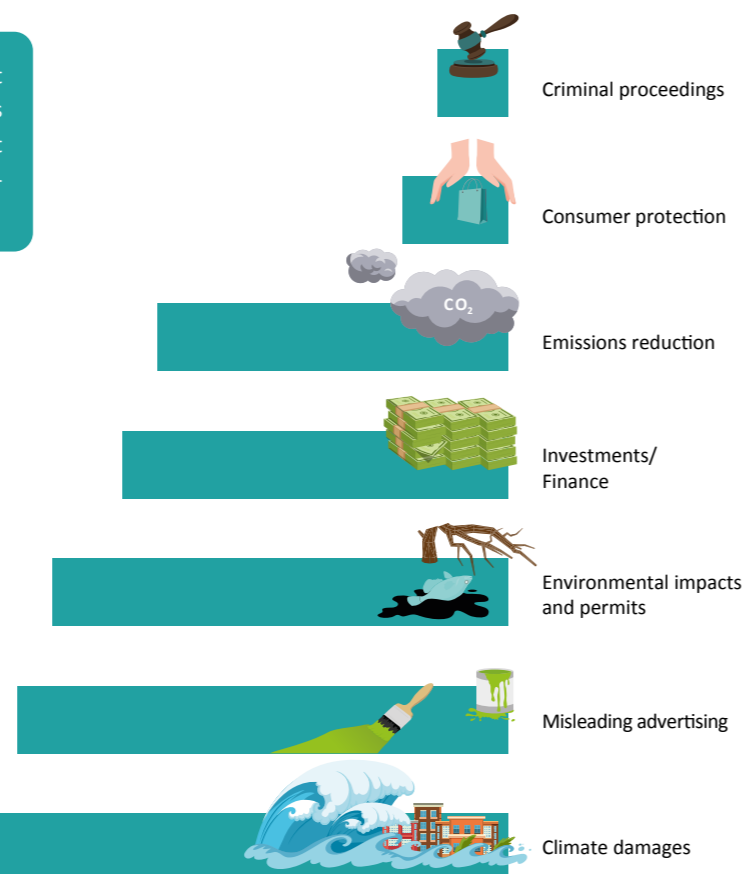 Criminal proceedings
Consumer protection
CO₂
Emissions reduction
Investments/
Finance
Environmental impacts
and permits
Misleading advertising
Climate damages